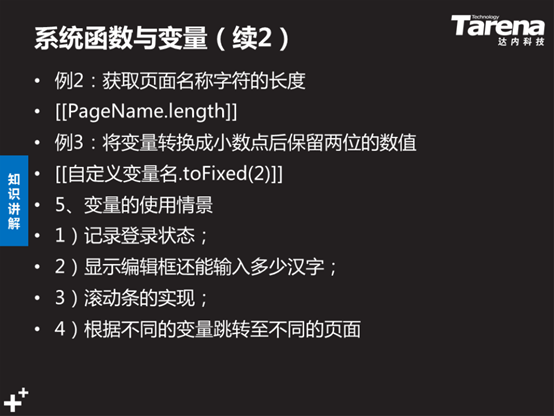 系统函数与变量（续2）
Technology
Tarena
达内科技
• 例2：获取页面名称字符的长度
• [[PageName.length]]
• 例3：将变量转换成小数点后保留两位的数值
• [[自定义变量名.toFixed(2)]]
• 5、变量的使用情景
• 1）记录登录状态；
• 2）显示编辑框还能输入多少汉字；
• 3）滚动条的实现；
• 4）根据不同的变量跳转至不同的页面
知识讲解